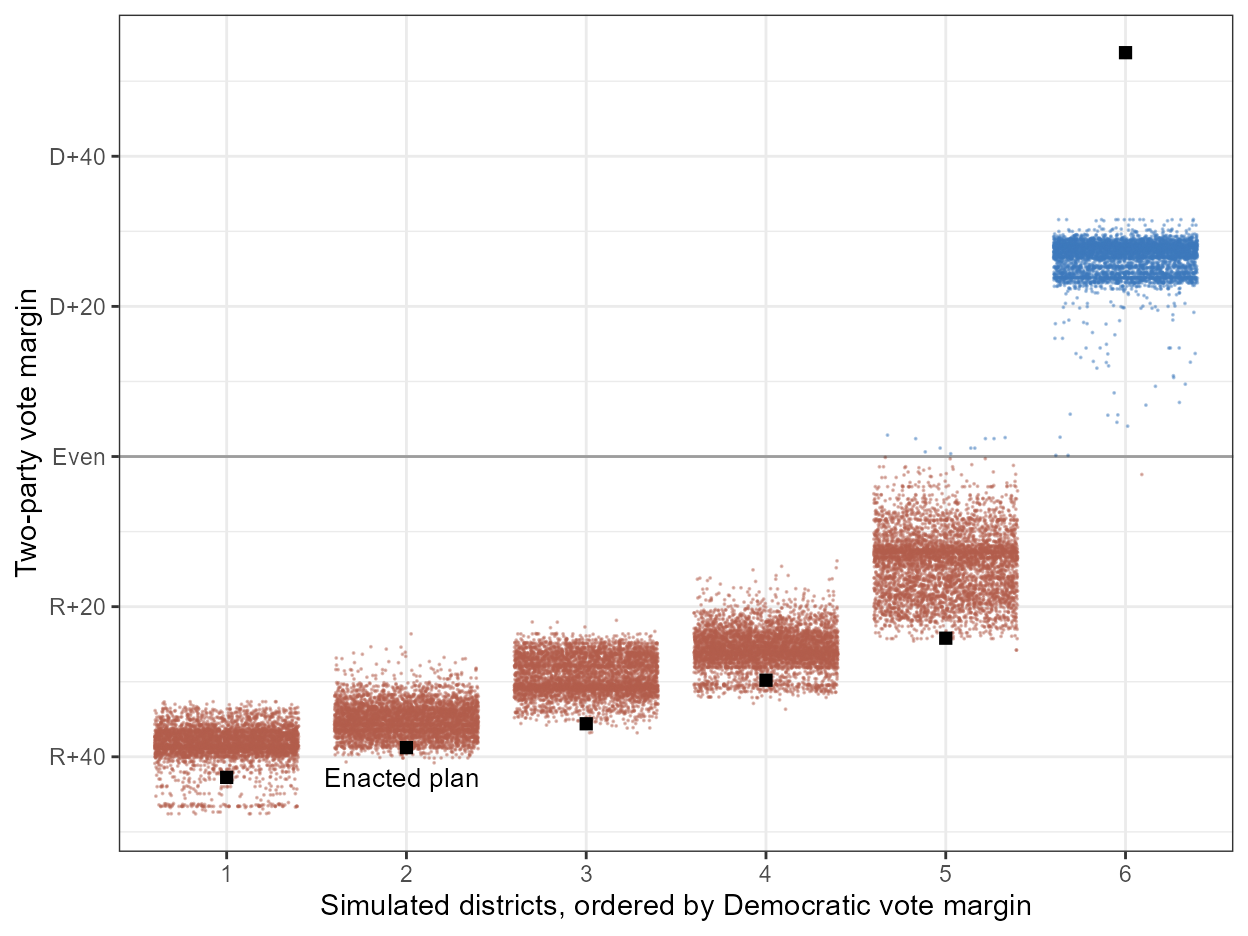 D+40
D+20
Even
R+20
R+40
Two-party vote margin
Enacted plan
1 2 3 4 5 6
Simulated districts, ordered by Democratic vote margin